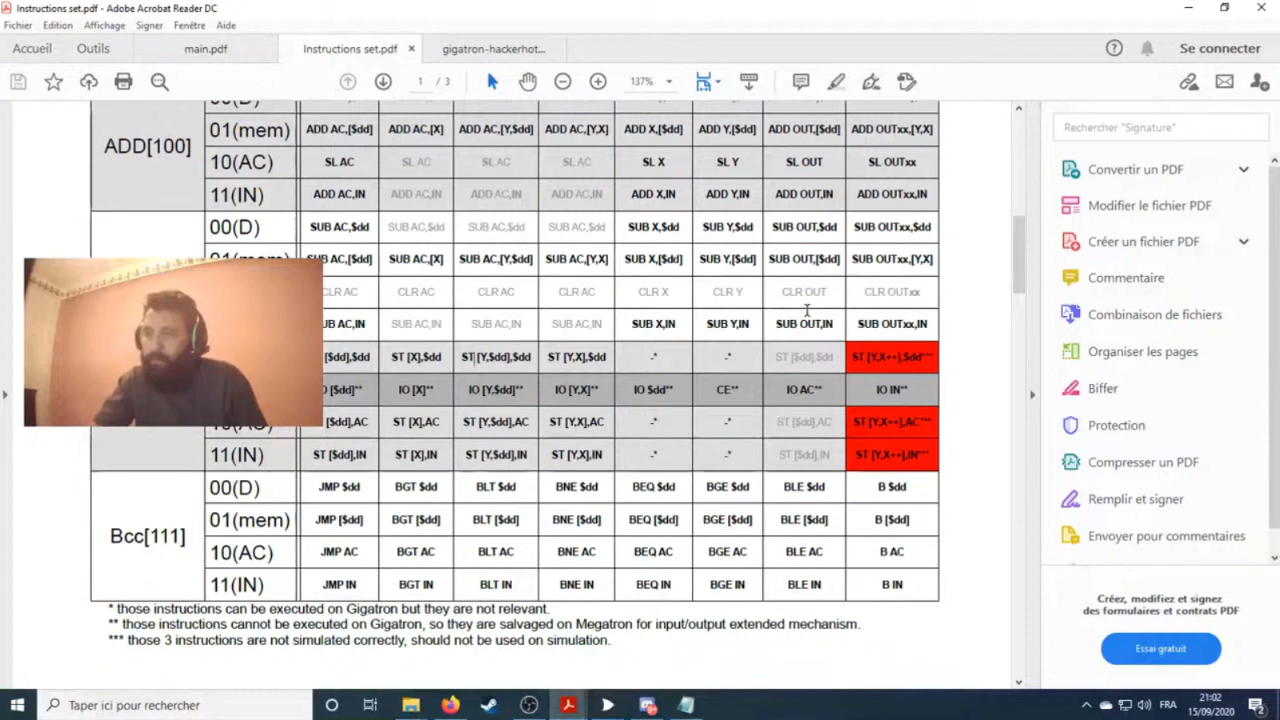 Instructions set.pdf - Adobe Acrobat Reader DC
Fichier Edition Affichage Signer Fenêtre Aide
Accueil Outils main.pdf Instructions set.pdf × gigatron-hackerhot... Se connecter
1 / 3 137%
ADD[100]
01(mem) ADD AC,[$dd] ADD AC,[X] ADD AC,[Y,$dd] ADD AC,[Y,X] ADD X,[$dd] ADD Y,[$dd] ADD OUT,[$dd] ADD OUTxx,[Y,X]
10(AC) SL AC SL AC SL AC SL AC SL X SL Y SL OUT SL OUTxx
11(IN) ADD AC,IN ADD AC,IN ADD AC,IN ADD AC,IN ADD X,IN ADD Y,IN ADD OUT,IN ADD OUTxx,IN
00(D) SUB AC,$dd SUB AC,$dd SUB AC,$dd SUB AC,$dd SUB X,$dd SUB Y,$dd SUB OUT,$dd SUB OUTxx,$dd
AC,[$dd] SUB AC,[X] SUB AC,[Y,$dd] SUB AC,[Y,X] SUB X,[$dd] SUB Y,[$dd] SUB OUT,[$dd] SUB OUTxx,[Y,X]
CLR AC CLR AC CLR AC CLR X CLR Y CLR OUT CLR OUTxx
AC,IN SUB AC,IN SUB AC,IN SUB AC,IN SUB X,IN SUB Y,IN SUB OUT,IN SUB OUTxx,IN
[$dd],$dd ST [X],$dd ST [Y,$dd],$dd ST [Y,X],$dd -* -* ST [$dd],$dd ST [Y,X++],$dd***
[$dd]** IO [X]** IO [Y,$dd]** IO [Y,X]** IO $dd** CE** IO AC** IO IN**
[$dd],AC ST [X],AC ST [Y,$dd],AC ST [Y,X],AC -* -* ST [$dd],AC ST [Y,X++],AC***
11(IN) ST [$dd],IN ST [X],IN ST [Y,$dd],IN ST [Y,X],IN -* -* ST [$dd],IN ST [Y,X++],IN***
Bcc[111]
00(D) JMP $dd BGT $dd BLT $dd BNE $dd BEQ $dd BGE $dd BLE $dd B $dd
01(mem) JMP [$dd] BGT [$dd] BLT [$dd] BNE [$dd] BEQ [$dd] BGE [$dd] BLE [$dd] B [$dd]
10(AC) JMP AC BGT AC BLT AC BNE AC BEQ AC BGE AC BLE AC B AC
11(IN) JMP IN BGT IN BLT IN BNE IN BEQ IN BGE IN BLE IN B IN
* those instructions can be executed on Gigatron but they are not relevant.
** those instructions cannot be executed on Gigatron, so they are salvaged on Megatron for input/output extended mechanism.
*** those 3 instructions are not simulated correctly, should not be used on simulation.
Rechercher "Signature"
Convertir un PDF
Modifier le fichier PDF
Créer un fichier PDF
Commentaire
Combinaison de fichiers
Organiser les pages
Biffer
Protection
Compresser un PDF
Remplir et signer
Envoyer pour commentaires
Créez, modifiez et signez
des formulaires et contrats PDF
Essai gratuit
Taper ici pour rechercher
FRA
21:02
15/09/2020
2